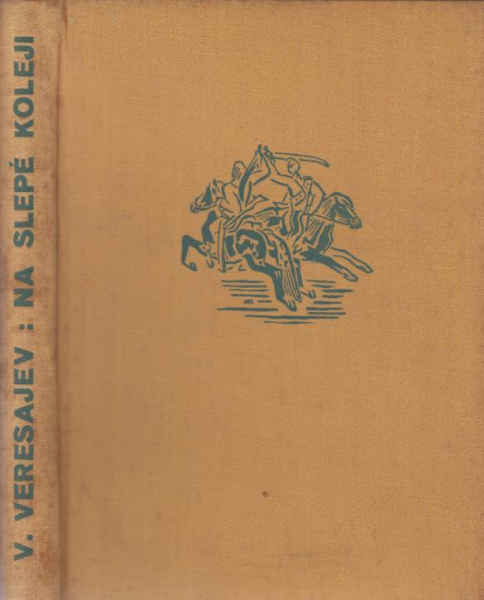 V. VERESAJEV : NA SLEPÉ KOLEJI